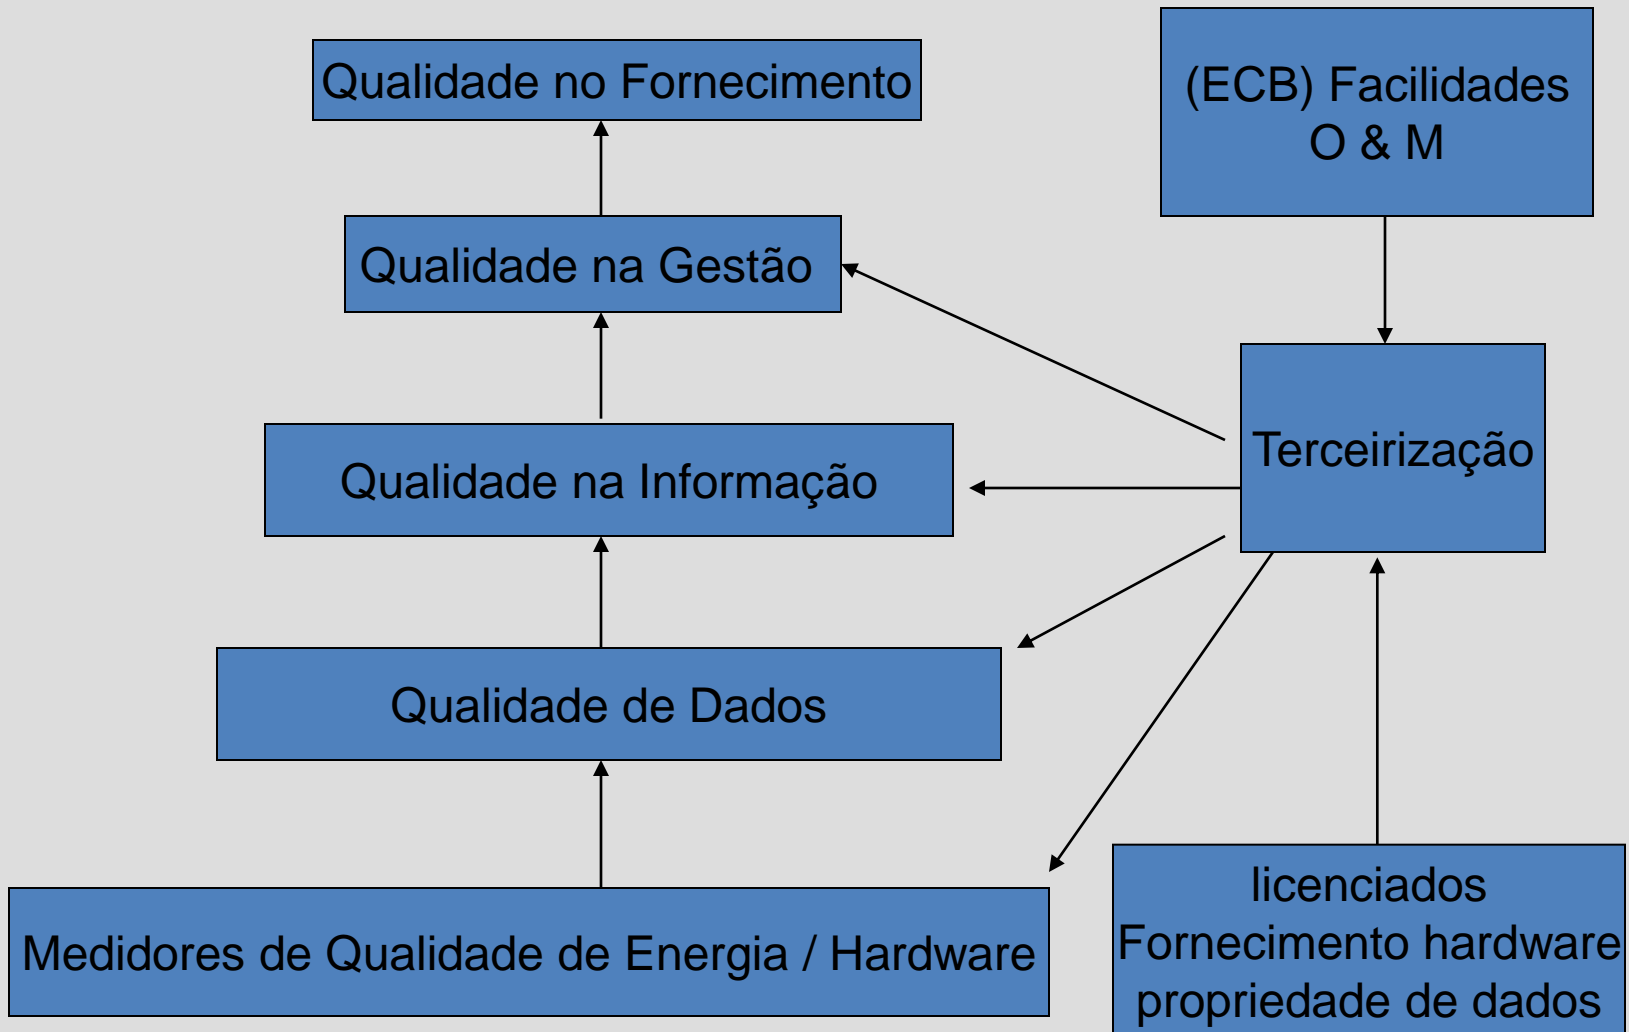 Qualidade no Fornecimento
(ECB) Facilidades
O & M
Qualidade na Gestão
Terceirização
Qualidade na Informação
Qualidade de Dados
Medidores de Qualidade de Energia / Hardware
licenciados
Fornecimento hardware
propriedade de dados